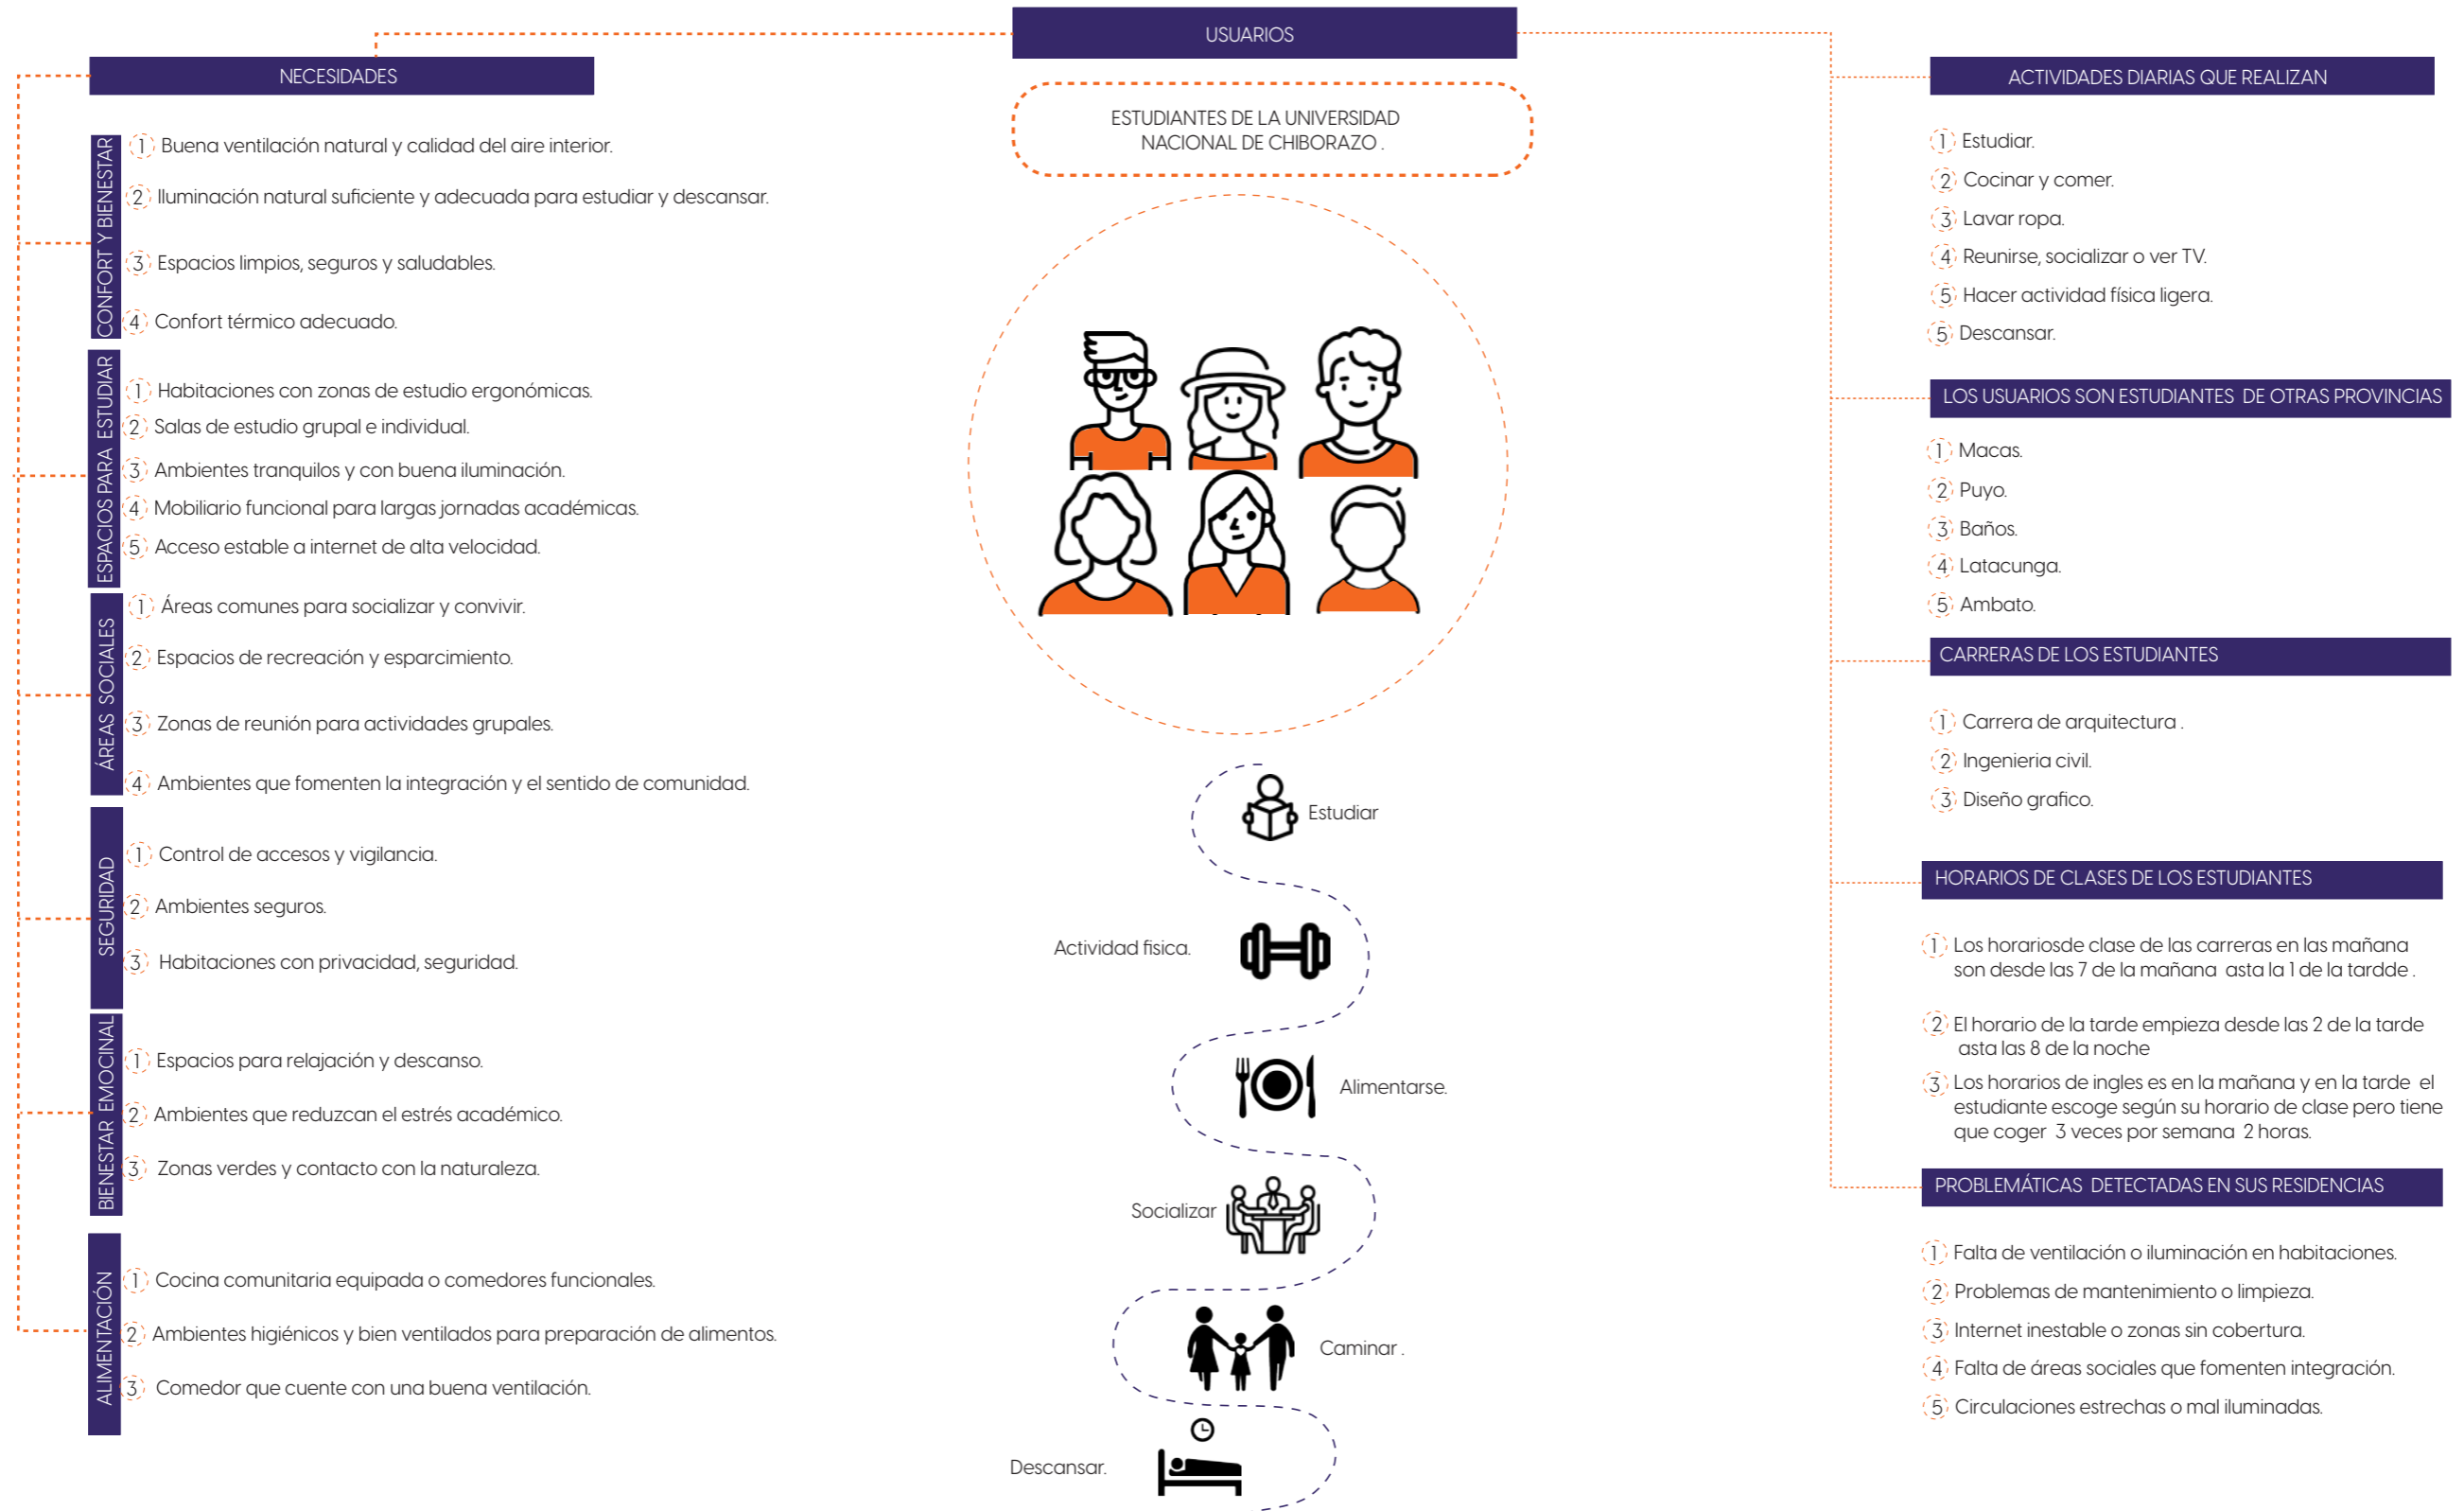 USUARIOS
ESTUDIANTES DE LA UNIVERSIDAD
NACIONAL DE CHIBORAZO .
NECESIDADES
CONFORT Y BIENESTAR
1 Buena ventilación natural y calidad del aire interior.
2 Iluminación natural suficiente y adecuada para estudiar y descansar.
3 Espacios limpios, seguros y saludables.
4 Confort térmico adecuado.
ESPACIOS PARA ESTUDIAR
1 Habitaciones con zonas de estudio ergonómicas.
2 Salas de estudio grupal e individual.
3 Ambientes tranquilos y con buena iluminación.
4 Mobiliario funcional para largas jornadas académicas.
5 Acceso estable a internet de alta velocidad.
ÁREAS SOCIALES
1 Áreas comunes para socializar y convivir.
2 Espacios de recreación y esparcimiento.
3 Zonas de reunión para actividades grupales.
4 Ambientes que fomenten la integración y el sentido de comunidad.
SEGURIDAD
1 Control de accesos y vigilancia.
2 Ambientes seguros.
3 Habitaciones con privacidad, seguridad.
BIENESTAR EMOCINAL
1 Espacios para relajación y descanso.
2 Ambientes que reduzcan el estrés académico.
3 Zonas verdes y contacto con la naturaleza.
ALIMENTACIÓN
1 Cocina comunitaria equipada o comedores funcionales.
2 Ambientes higiénicos y bien ventilados para preparación de alimentos.
3 Comedor que cuente con una buena ventilación.
Estudiar
Actividad fisica.
Alimentarse.
Socializar
Caminar .
Descansar.
ACTIVIDADES DIARIAS QUE REALIZAN
1 Estudiar.
2 Cocinar y comer.
3 Lavar ropa.
4 Reunirse, socializar o ver TV.
5 Hacer actividad física ligera.
5 Descansar.
LOS USUARIOS SON ESTUDIANTES DE OTRAS PROVINCIAS
1 Macas.
2 Puyo.
3 Baños.
4 Latacunga.
5 Ambato.
CARRERAS DE LOS ESTUDIANTES
1 Carrera de arquitectura .
2 Ingenieria civil.
3 Diseño grafico.
HORARIOS DE CLASES DE LOS ESTUDIANTES
1 Los horariosde clase de las carreras en las mañana
son desde las 7 de la mañana asta la 1 de la tardde .
2 El horario de la tarde empieza desde las 2 de la tarde
asta las 8 de la noche
3 Los horarios de ingles es en la mañana y en la tarde el
estudiante escoge según su horario de clase pero tiene
que coger 3 veces por semana 2 horas.
PROBLEMÁTICAS DETECTADAS EN SUS RESIDENCIAS
1 Falta de ventilación o iluminación en habitaciones.
2 Problemas de mantenimiento o limpieza.
3 Internet inestable o zonas sin cobertura.
4 Falta de áreas sociales que fomenten integración.
5 Circulaciones estrechas o mal iluminadas.